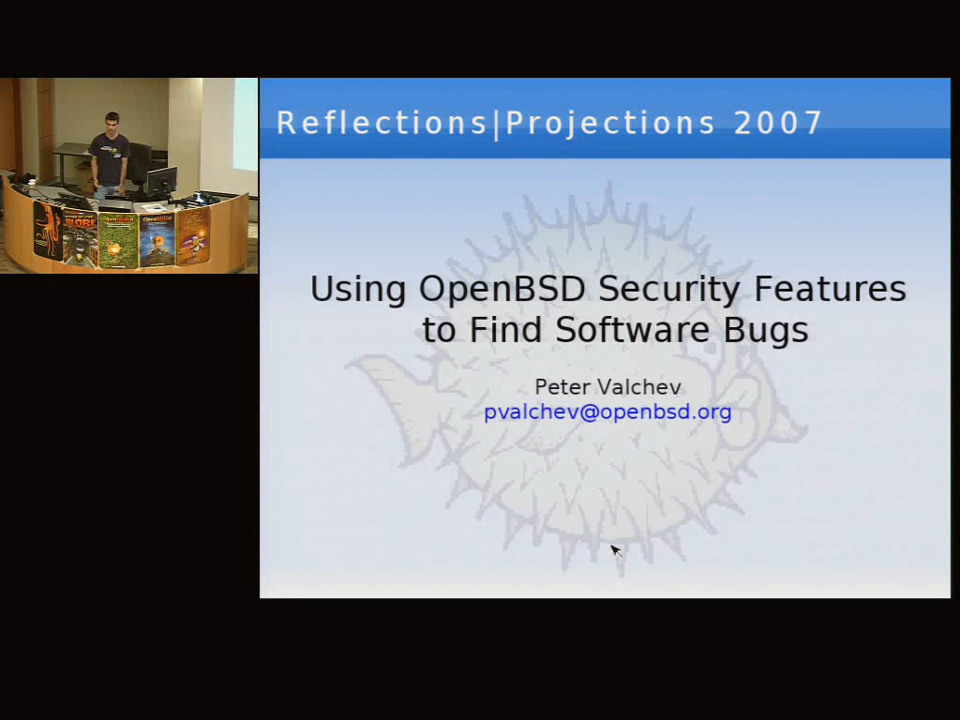 Reflections|Projections 2007
Using OpenBSD Security Features
to Find Software Bugs
Peter Valchev
pvalchev@openbsd.org